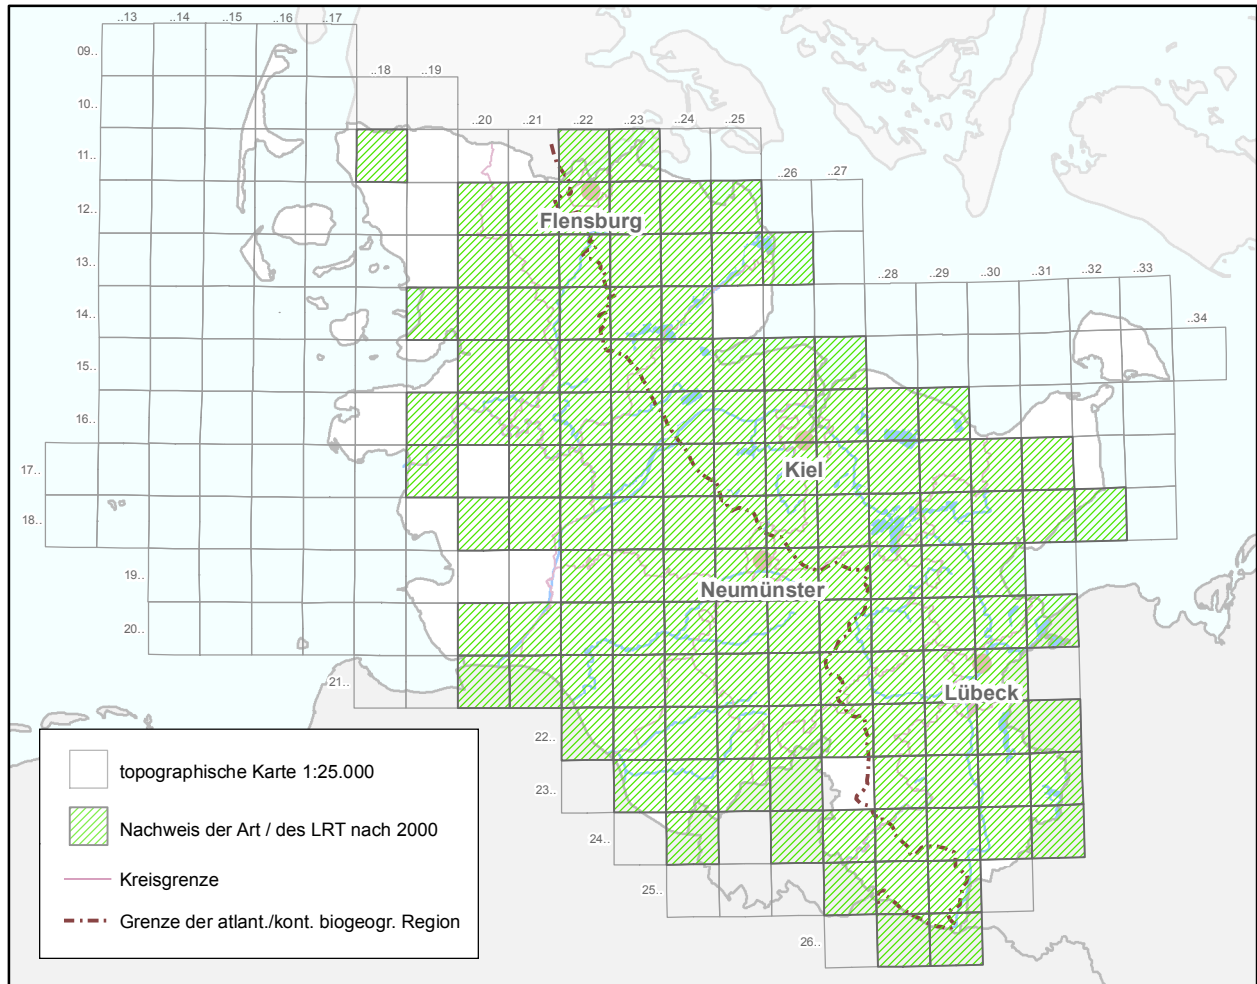 ..13 ..14 ..15 ..16 ..17
09..
..18 ..19
10..
..20 ..21 ..22 ..23 ..24 ..25
11..
..26 ..27
12..
Flensburg
13..
..28 ..29 ..30 ..31 ..32 ..33
14..
..34
15..
16..
17..
Kiel
18..
19..
Neumünster
20..
21..
Lübeck
22..
23..
24..
25..
26..
topographische Karte 1:25.000
Nachweis der Art / des LRT nach 2000
Kreisgrenze
Grenze der atlant./kont. biogeogr. Region